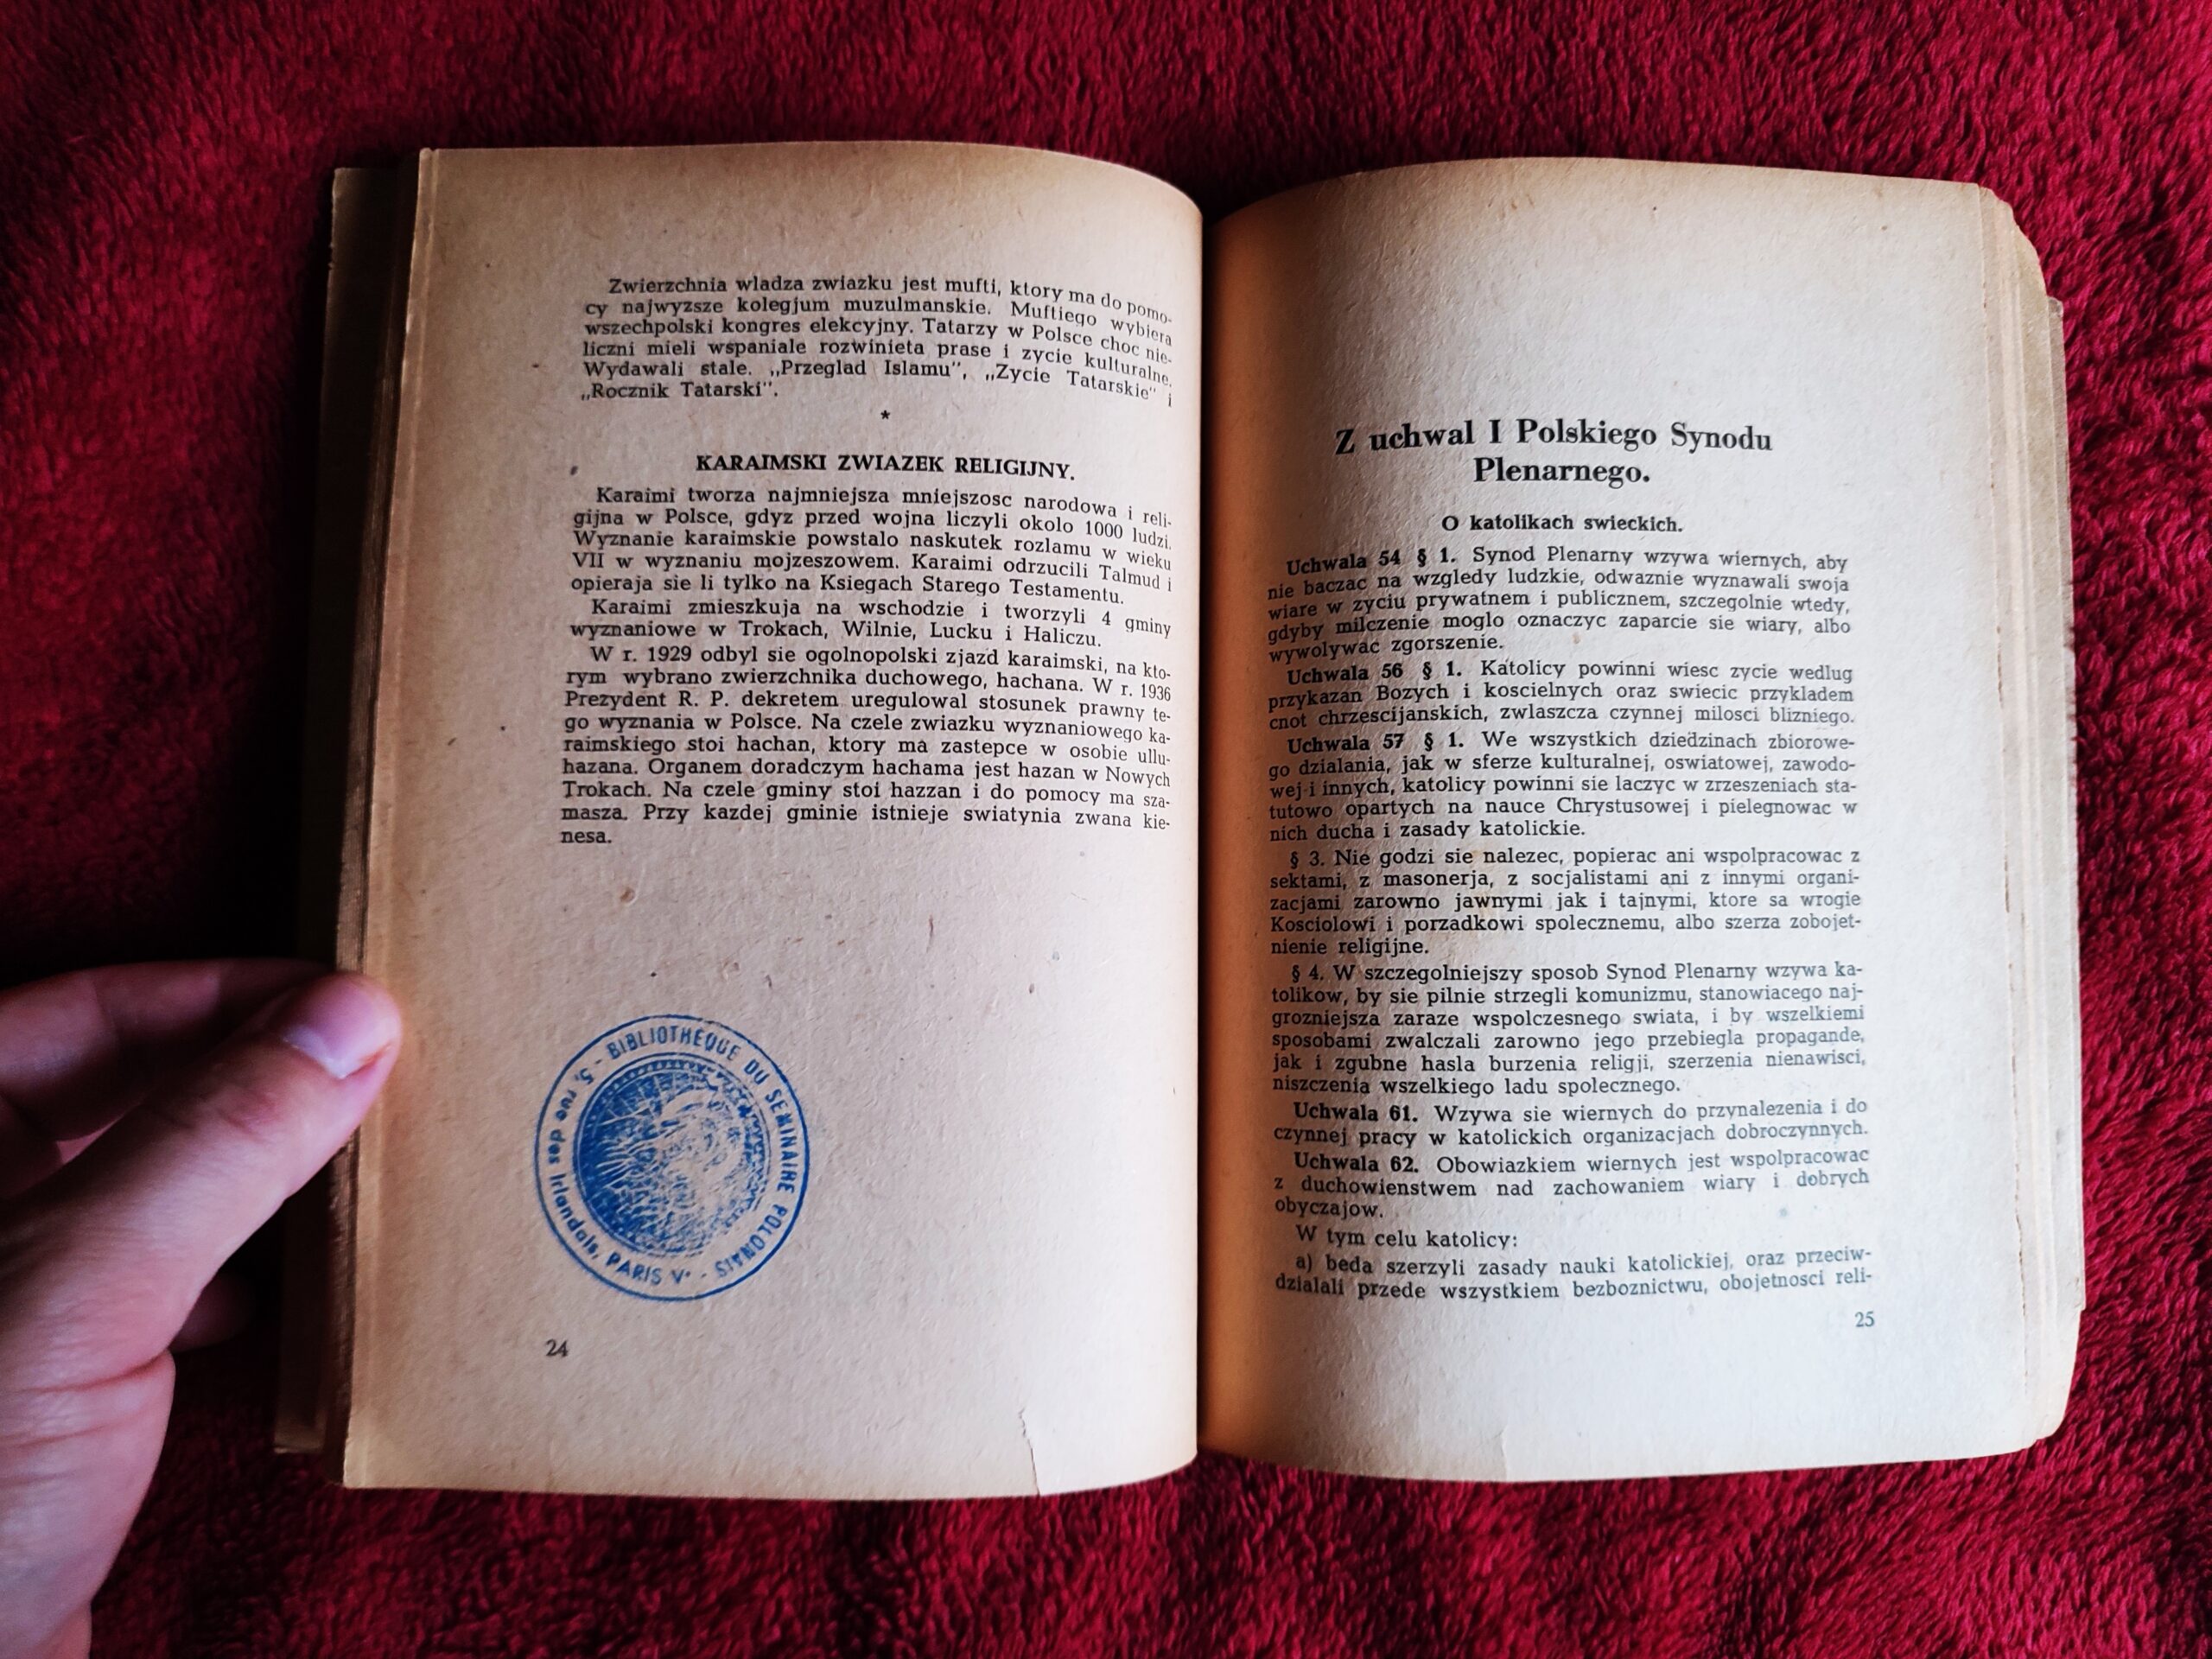 Zwierzchnia wladza zwiazku jest mufti, ktory ma do pomo-
cy najwyzsze kolegjum muzulmanskie. Muftiego wybiera
wszechpolski kongres elekcyjny. Tatarzy w Polsce choc nie-
liczni mieli wspaniale rozwinieta prase i zycie kulturalne.
Wydawali stale. „Przeglad Islamu", „Zycie Tatarskie" i
„Rocznik Tatarski".
*
KARAIMSKI ZWIAZEK RELIGIJNY.
Karaimi tworza najmniejsza mniejszosc narodowa i reli-
gijna w Polsce, gdyz przed wojna liczyli okolo 1000 ludzi.
Wyznanie karaimskie powstalo naskutek rozlamu w wieku
VII w wyznaniu mojzeszowem. Karaimi odrzucili Talmud i
opieraja sie li tylko na Ksiegach Starego Testamentu.
Karaimi zmieszkuja na wschodzie i tworzyli 4 gminy
wyznaniowe w Trokach, Wilnie, Lucku i Haliczu.
W r. 1929 odbyl sie ogolnopolski zjazd karaimski, na kto-
rym wybrano zwierzchnika duchowego, hachana. W r. 1936
Prezydent R. P. dekretem uregulowal stosunek prawny te-
go wyznania w Polsce. Na czele zwiazku wyznaniowego ka-
raimskiego stoi hachan, ktory ma zastepce w osobie ullu-
hazana. Organem doradczym hachama jest hazan w Nowych
Trokach. Na czele gminy stoi hazzan i do pomocy ma sza-
masza. Przy kazdej gminie istnieje swiatynia zwana kie-
nesa.
- BIBLIOTHEQUE DU SEMINAIRE POLONAIS -
5, rue des Irlandais, PARIS Ve
24
Z uchwal I Polskiego Synodu
Plenarnego.
O katolikach swieckich.
Uchwala 54 § 1. Synod Plenarny wzywa wiernych, aby
nie baczac na wzgledy ludzkie, odwaznie wyznawali swoja
wiare w zyciu prywatnem i publicznem, szczegolnie wtedy,
gdyby milczenie moglo oznaczyc zaparcie sie wiary, albo
wywolywac zgorszenie.
Uchwala 56 § 1. Katolicy powinni wiesc zycie wedlug
przykazan Bozych i koscielnych oraz swiecic przykladem
cnot chrzescijanskich, zwlaszcza czynnej milosci blizniego.
Uchwala 57 § 1. We wszystkich dziedzinach zbiorowe-
go dzialania, jak w sferze kulturalnej, oswiatowej, zawodo-
wej i innych, katolicy powinni sie laczyc w zrzeszeniach sta-
tutowo opartych na nauce Chrystusowej i pielegnowac w
nich ducha i zasady katolickie.
§ 3. Nie godzi sie nalezec, popierac ani wspolpracowac z
sektami, z masonerja, z socjalistami ani z innymi organi-
zacjami zarowno jawnymi jak i tajnymi, ktore sa wrogie
Kosciolowi i porzadkowi spolecznemu, albo szerza zobojet-
nienie religijne.
§ 4. W szczegolniejszy sposob Synod Plenarny wzywa ka-
tolikow, by sie pilnie strzegli komunizmu, stanowiacego naj-
grozniejsza zaraze wspolczesnego swiata, i by wszelkiemi
sposobami zwalczali zarowno jego przebiegla propagande,
jak i zgubne hasla burzenia religji, szerzenia nienawisci,
niszczenia wszelkiego ladu spolecznego.
Uchwala 61. Wzywa sie wiernych do przynalezenia i do
czynnej pracy w katolickich organizacjach dobroczynnych.
Uchwala 62. Obowiazkiem wiernych jest wspolpracowac
z duchowienstwem nad zachowaniem wiary i dobrych
obyczajow.
W tym celu katolicy:
a) beda szerzyli zasady nauki katolickiej, oraz przeciw-
dzialali przede wszystkiem bezboznictwu, obojetnosci reli-
25